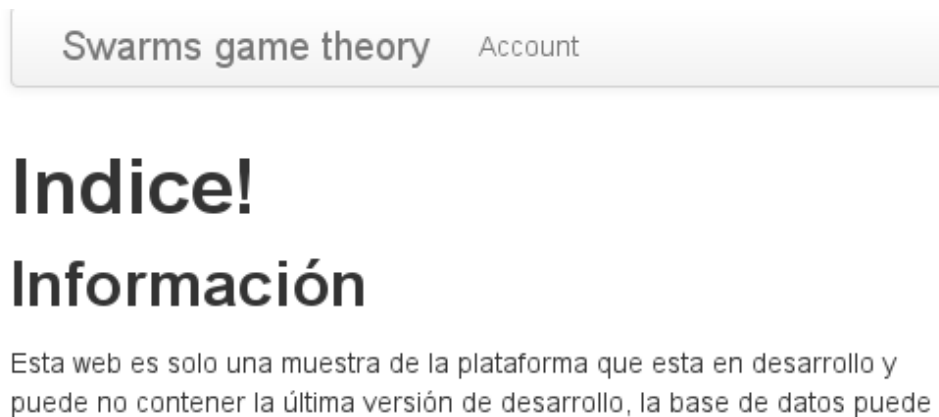 Swarms game theory Account
Indice!
Información
Esta web es solo una muestra de la plataforma que esta en desarrollo y
puede no contener la última versión de desarrollo, la base de datos puede